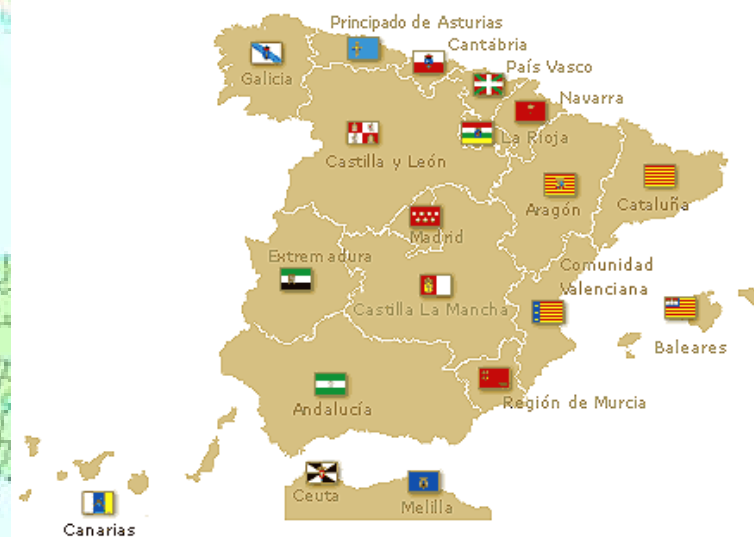 Principado de Asturias
Cantabria
País Vasco
Galicia
Navarra
La Rioja
Castilla y León
Aragón
Cataluña
Madrid
Extremadura
Comunidad
Valenciana
Castilla La Mancha
Baleares
Andalucía
Región de Murcia
Ceuta
Melilla
Canarias